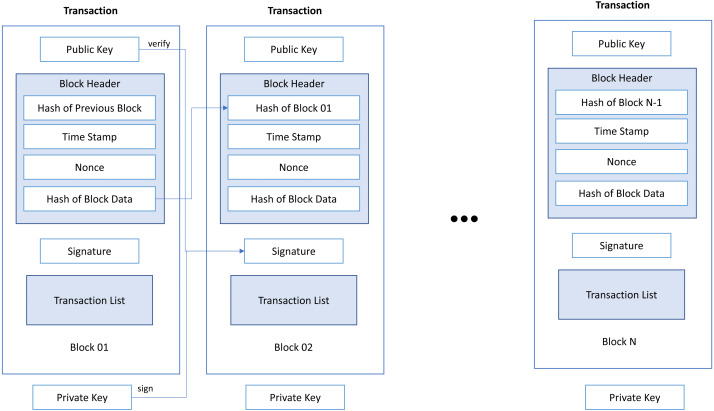 Transaction
Public Key
verify
Block Header
Hash of Previous Block
Time Stamp
Nonce
Hash of Block Data
Signature
Transaction List
Block 01
Private Key
sign
Transaction
Public Key
Block Header
Hash of Block 01
Time Stamp
Nonce
Hash of Block Data
Signature
Transaction List
Block 02
Private Key
•••
Transaction
Public Key
Block Header
Hash of Block N-1
Time Stamp
Nonce
Hash of Block Data
Signature
Transaction List
Block N
Private Key